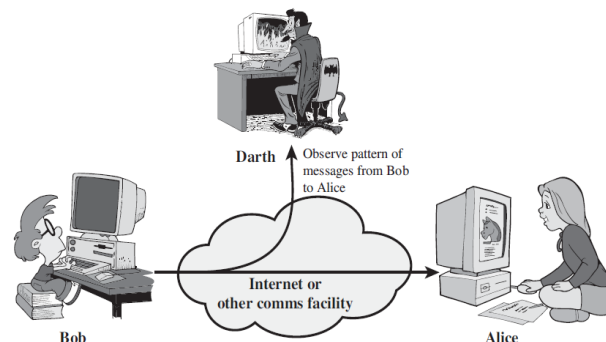 Darth
Observe pattern of
messages from Bob
to Alice
Internet or
other comms facility
Bob
Alice